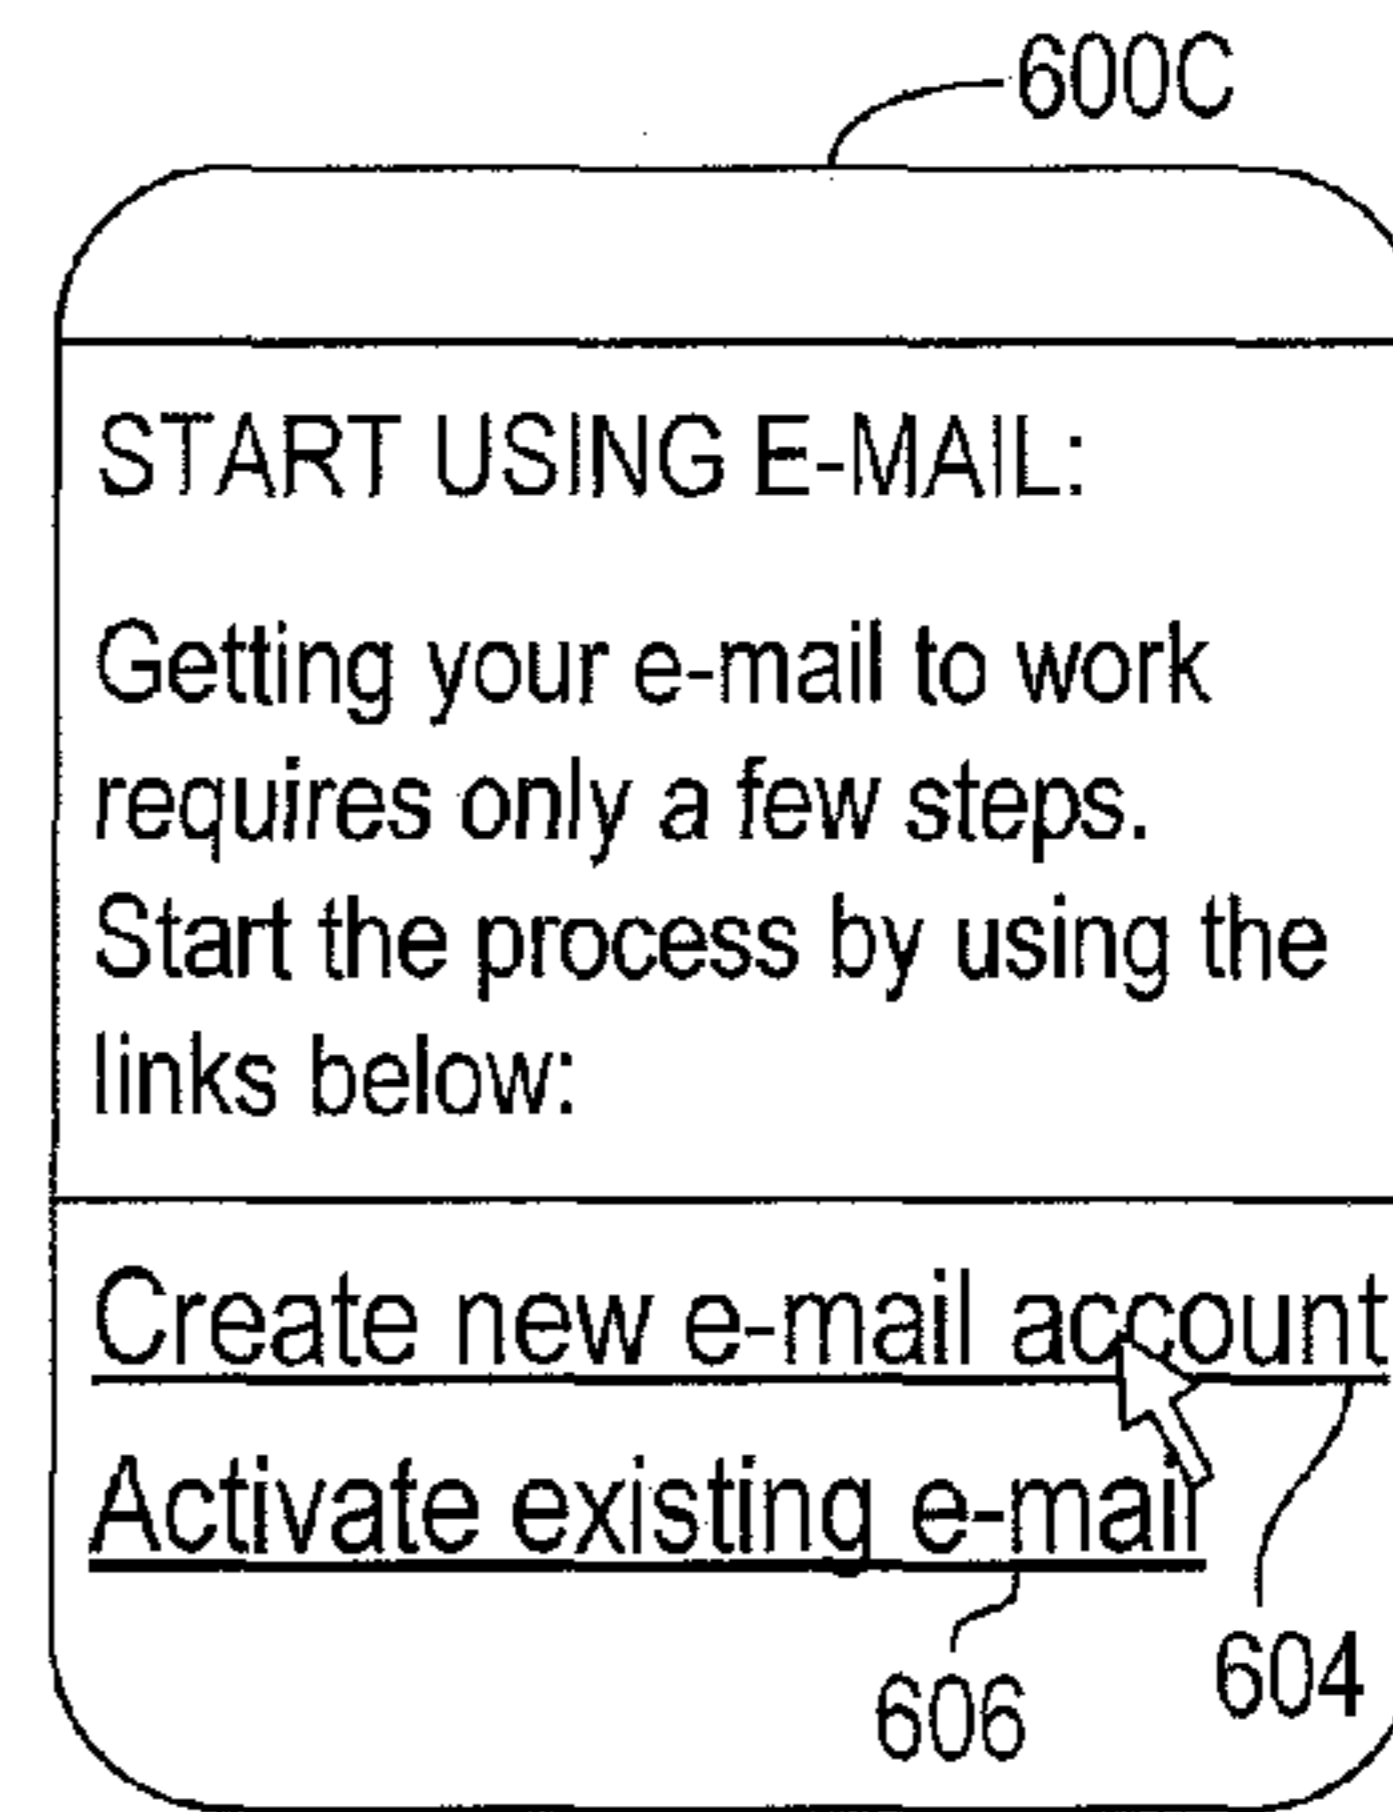 600C
START USING E-MAIL:
Getting your e-mail to work
requires only a few steps.
Start the process by using the
links below:
Create new e-mail account
Activate existing e-mail
604
606